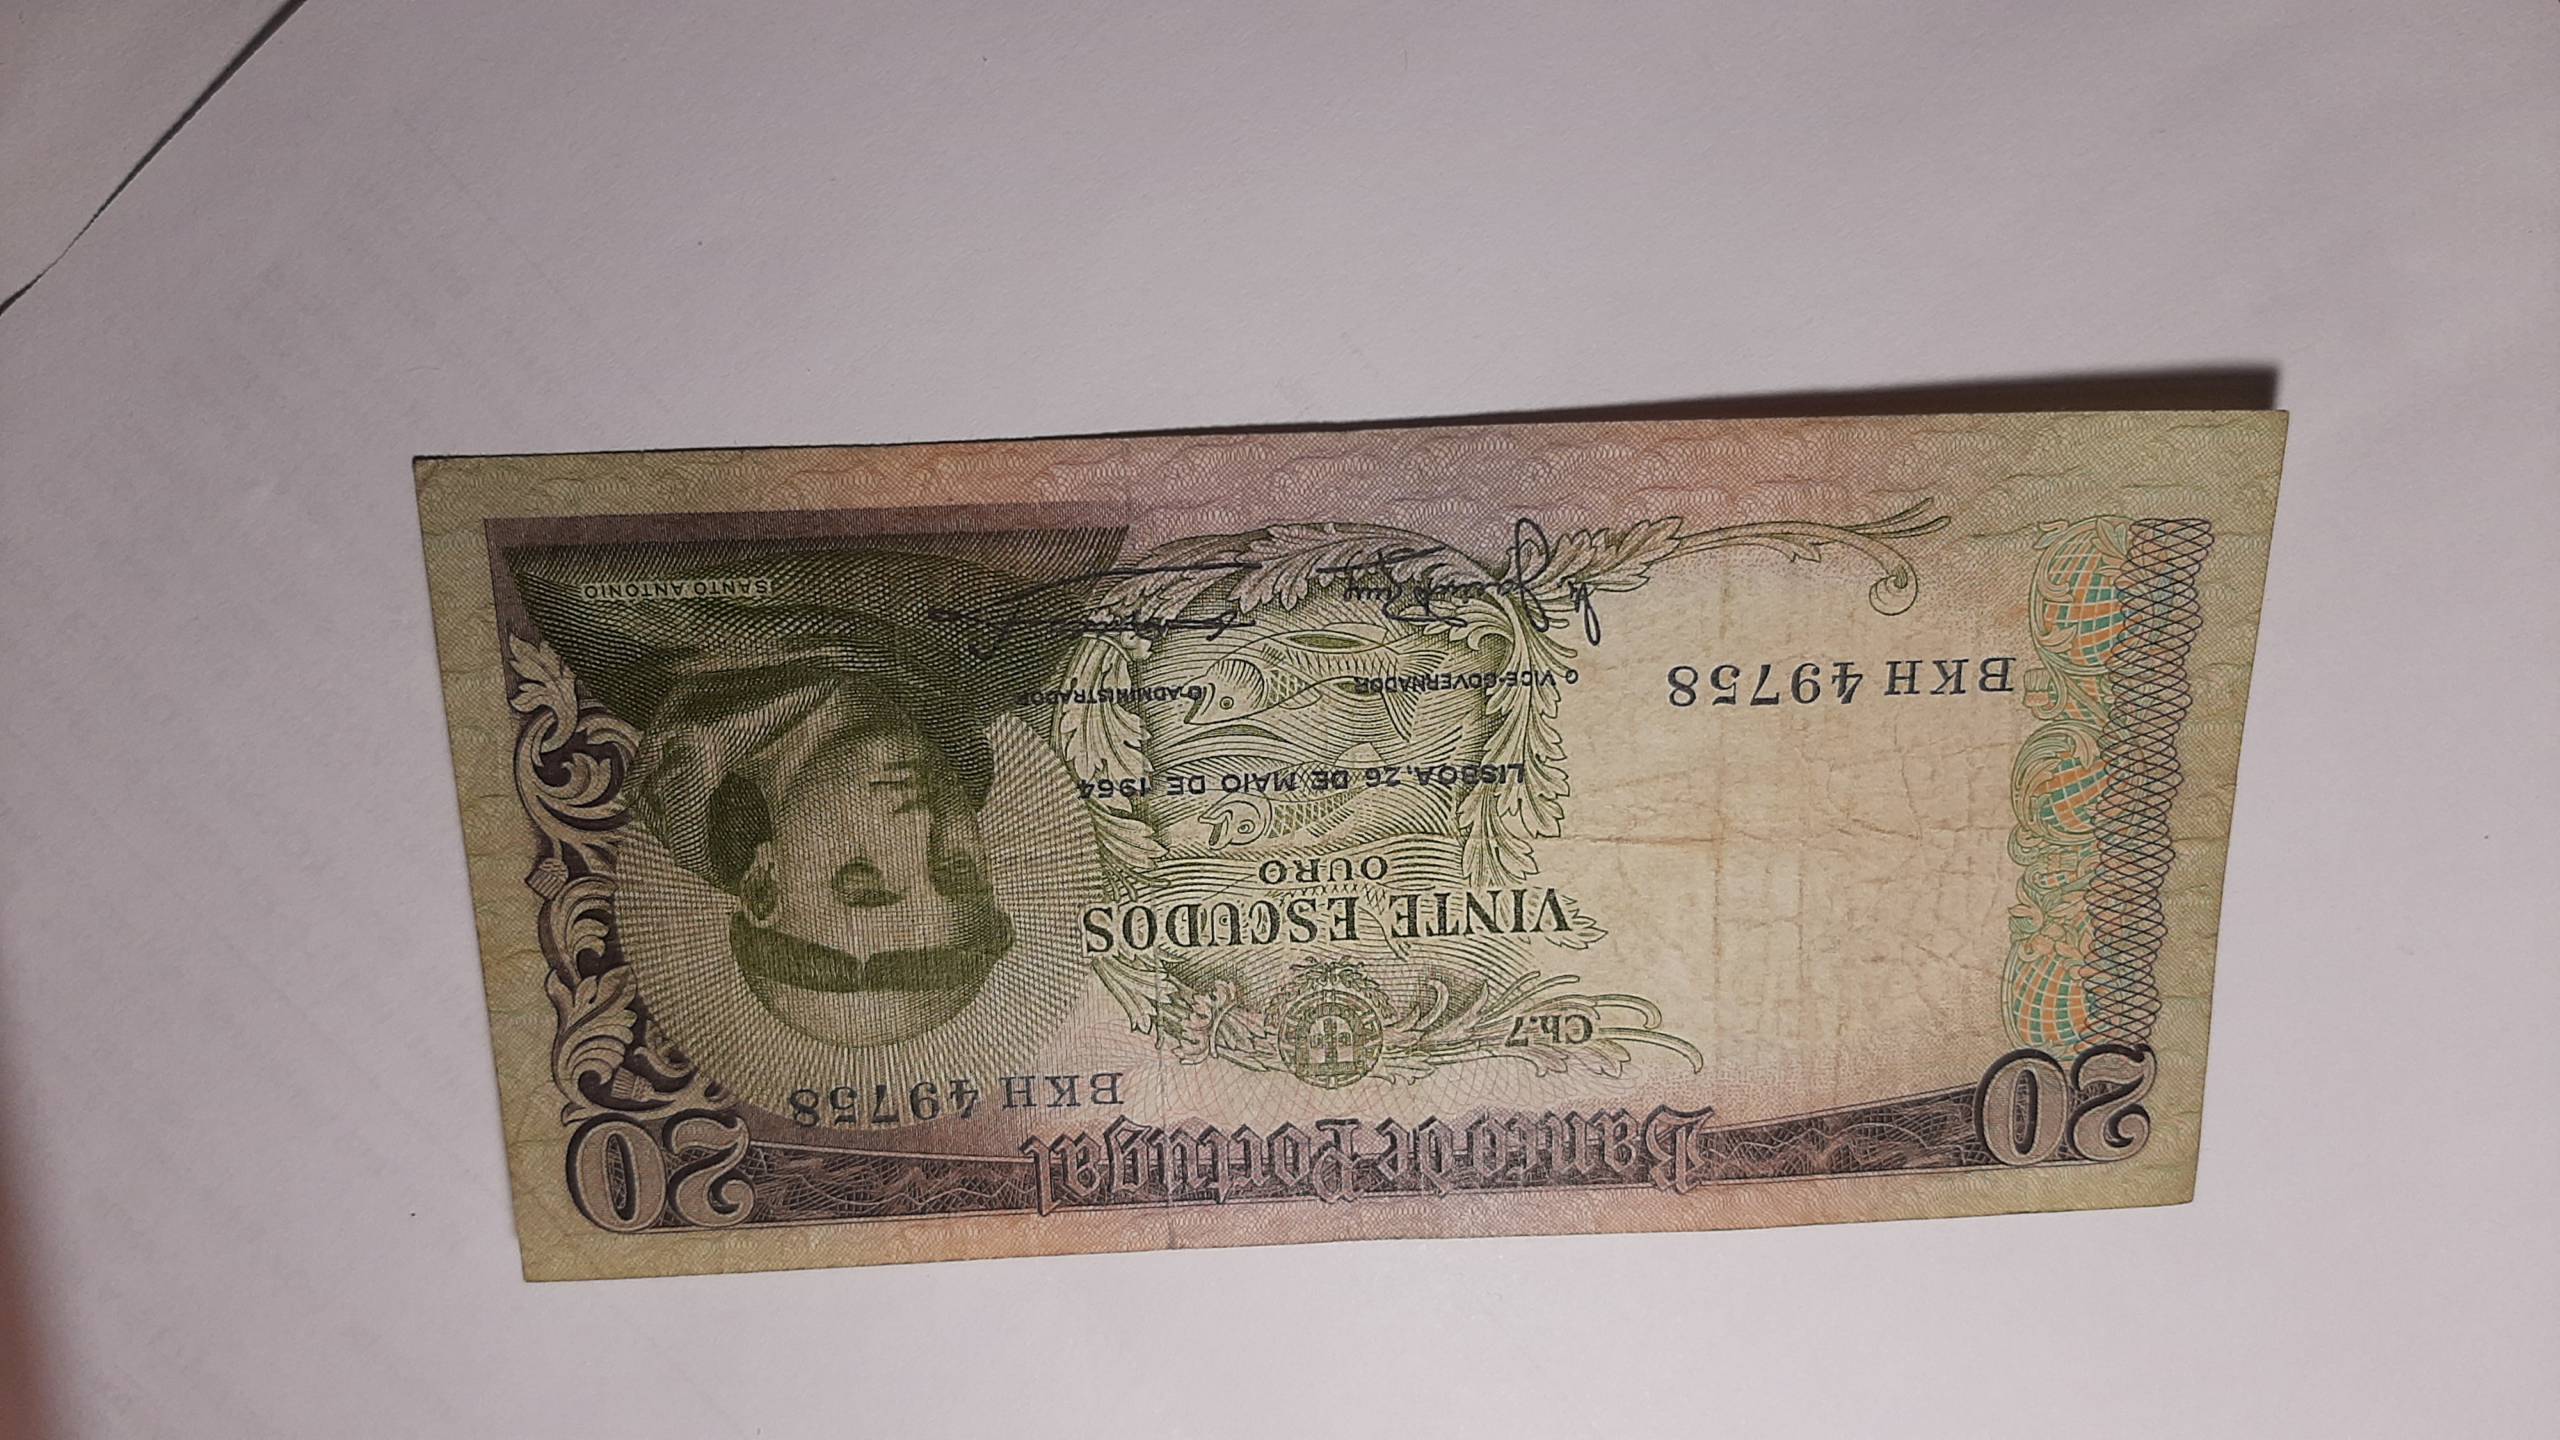 20
Banco de Portugal
20
BKH 49758
Ch.7
VINTE ESCUDOS
OURO
LISBOA, 26 DE MAIO DE 1964
BKH 49758
O VICE-GOVERNADOR
O ADMINISTRADOR
SANTO ANTÓNIO